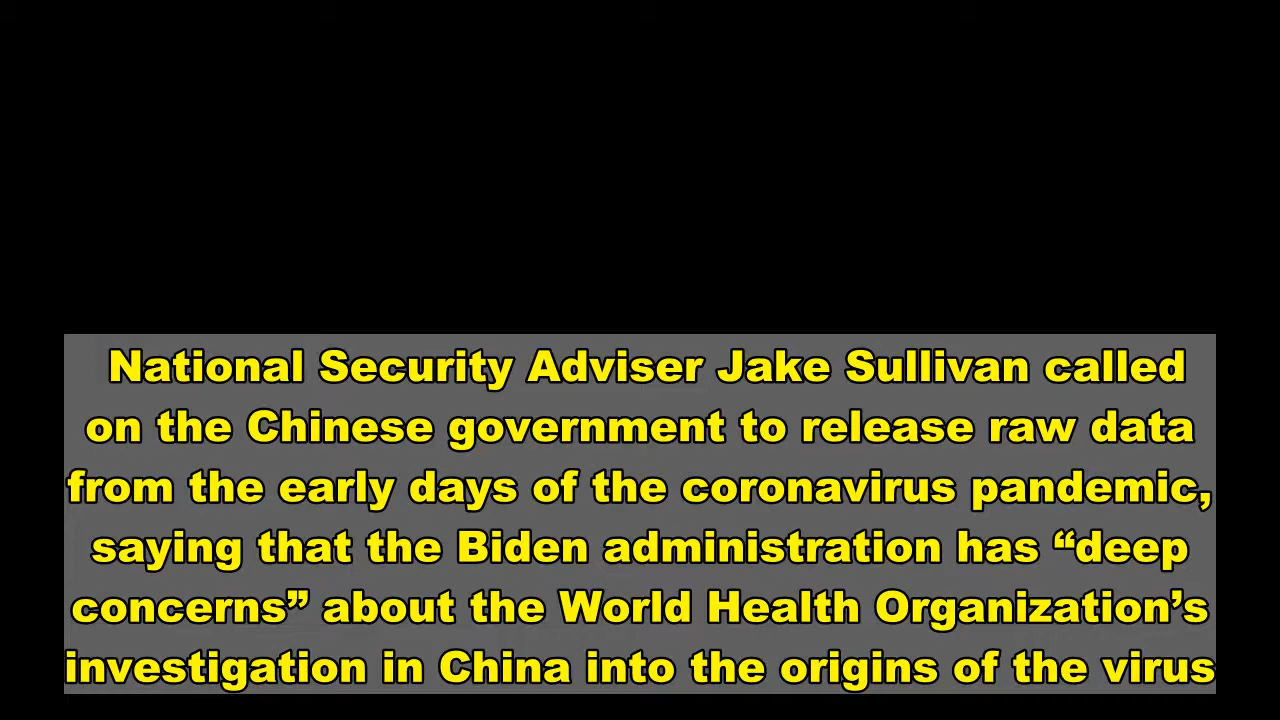 National Security Adviser Jake Sullivan called
on the Chinese government to release raw data
from the early days of the coronavirus pandemic,
saying that the Biden administration has “deep
concerns” about the World Health Organization’s
investigation in China into the origins of the virus